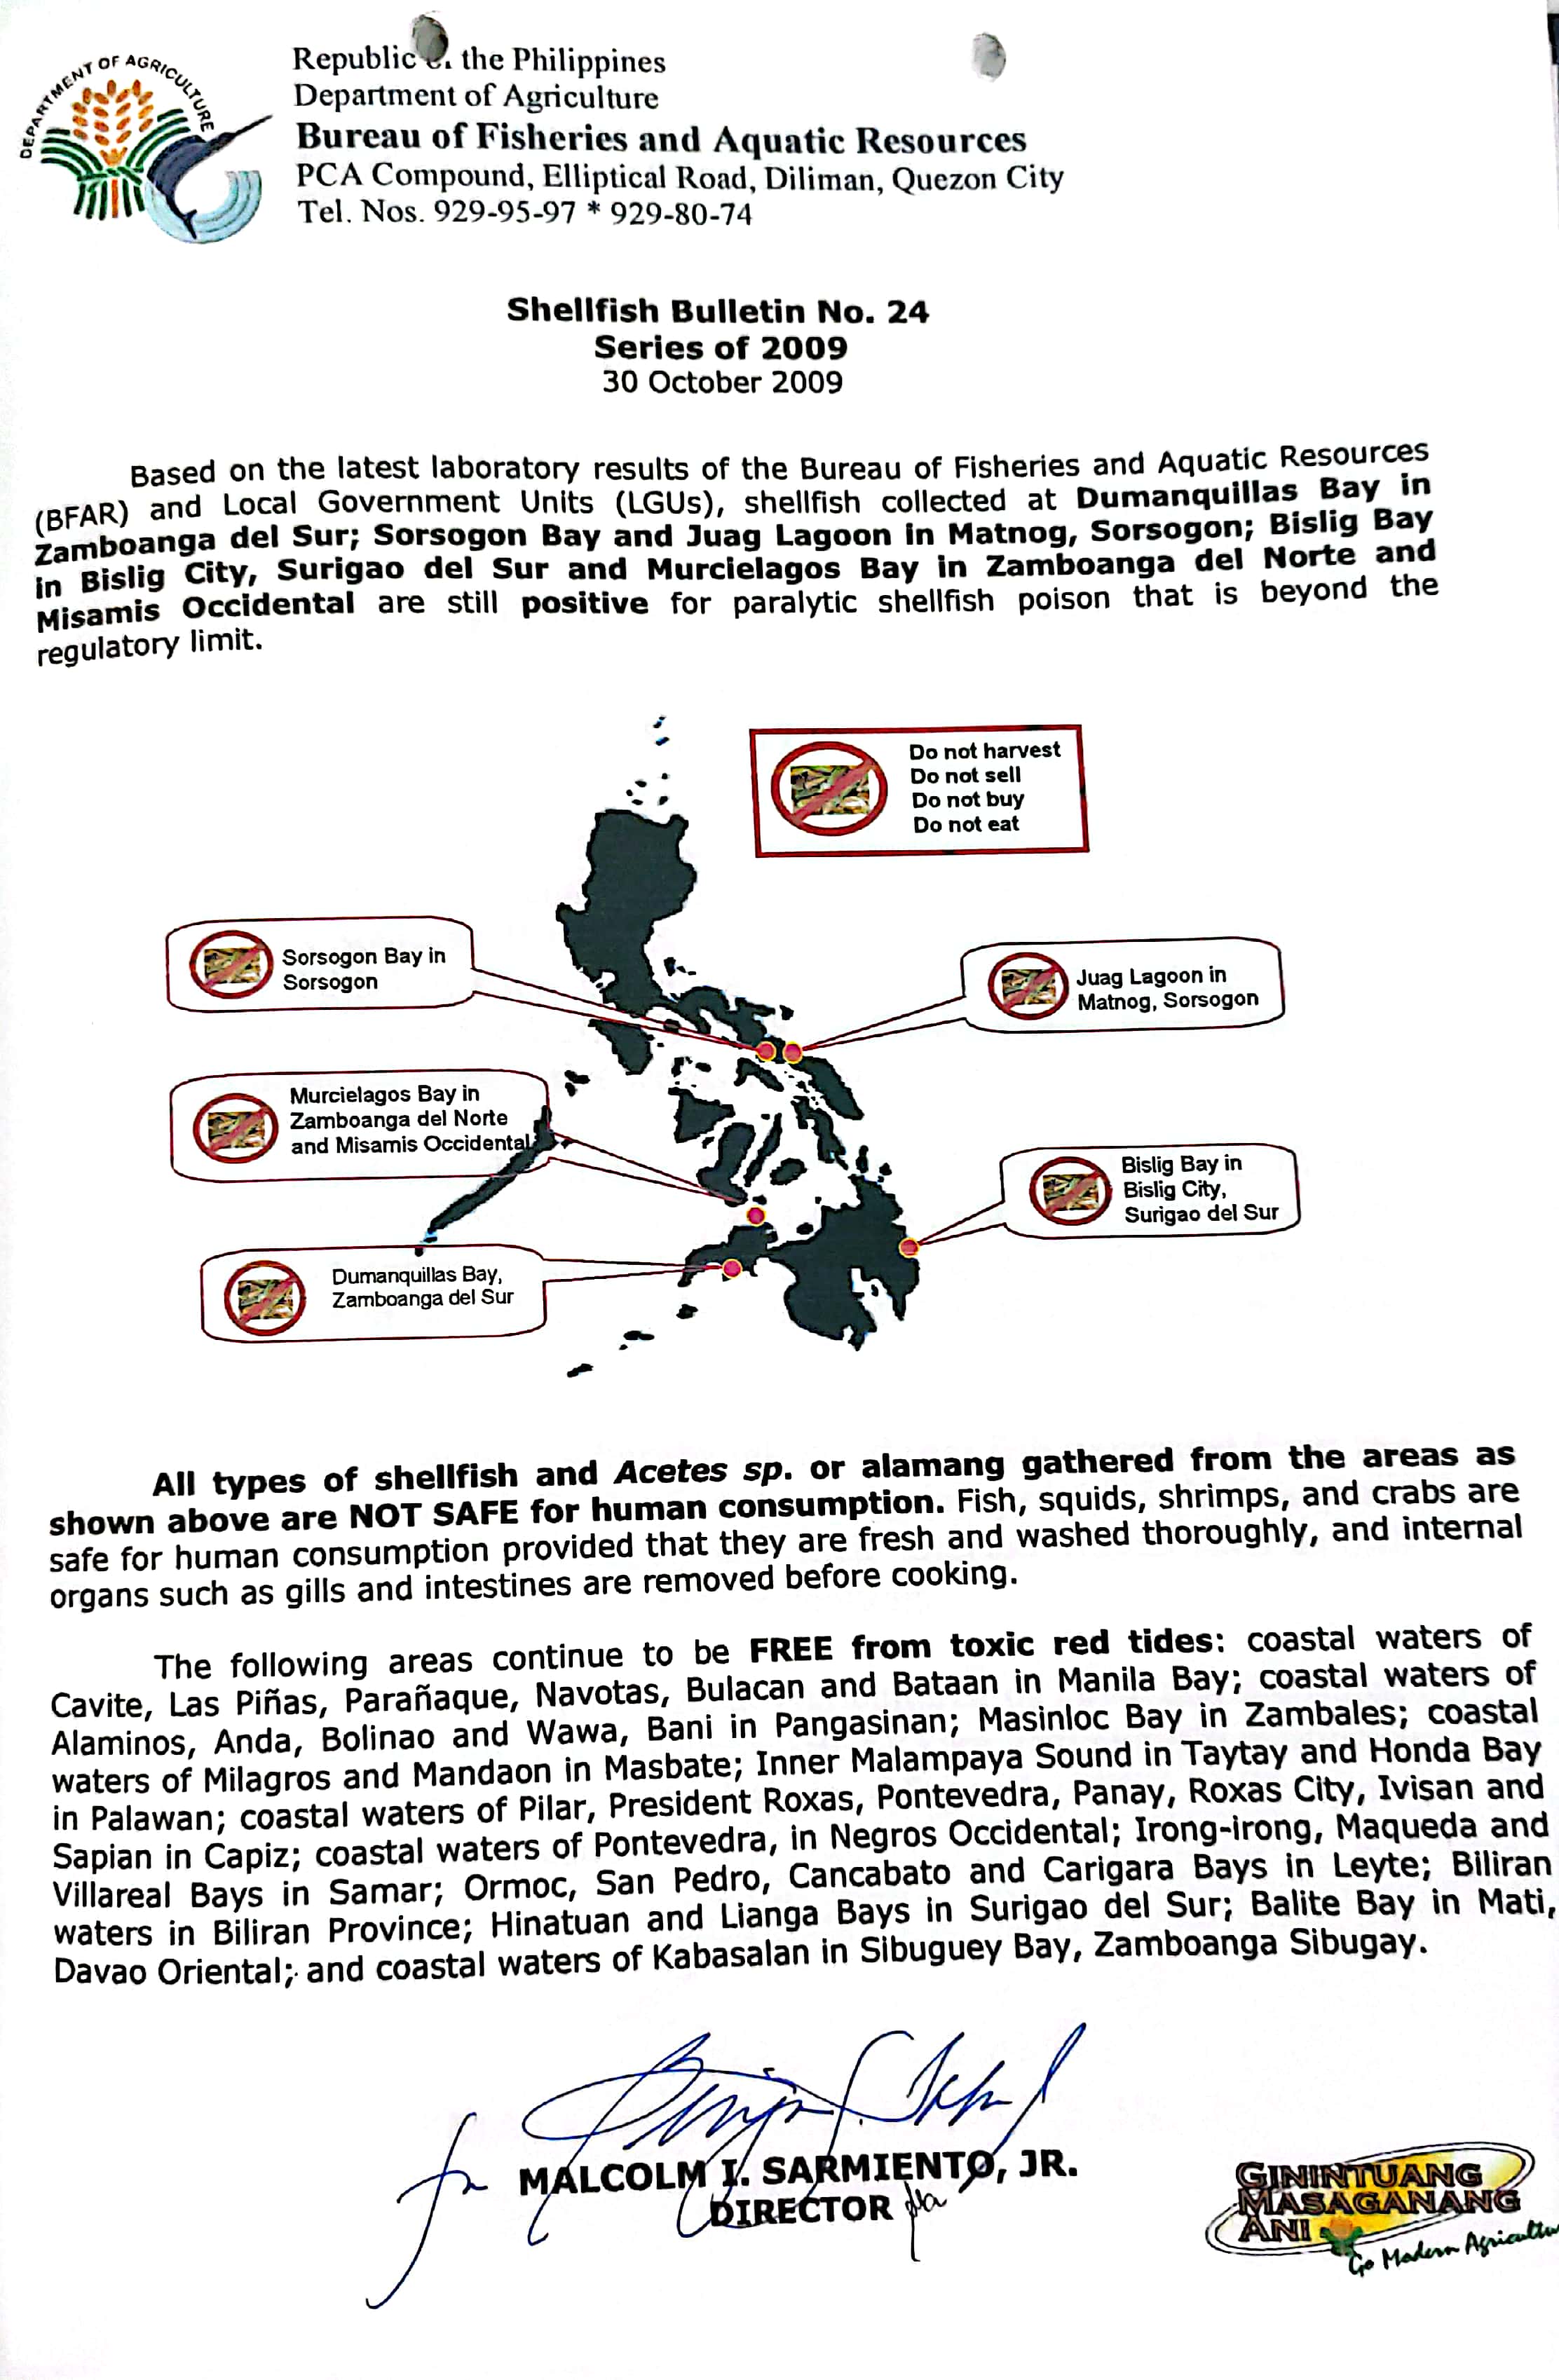 DEPARTMENT OF AGRICULTURE
Republic the Philippines
Department of Agriculture
Bureau of Fisheries and Aquatic Resources
PCA Compound, Elliptical Road, Diliman, Quezon City
Tel. Nos. 929-95-97 * 929-80-74
Shellfish Bulletin No. 24
Series of 2009
30 October 2009
Based on the latest laboratory results of the Bureau of Fisheries and Aquatic Resources
(BFAR) and Local Government Units (LGUs), shellfish collected at Dumanquillas Bay in
Zamboanga del Sur; Sorsogon Bay and Juag Lagoon in Matnog, Sorsogon; Bislig Bay
in Bislig City, Surigao del Sur and Murcielagos Bay in Zamboanga del Norte and
Misamis Occidental are still positive for paralytic shellfish poison that is beyond the
regulatory limit.
Do not harvest
Do not sell
Do not buy
Do not eat
Sorsogon Bay in
Sorsogon
Juag Lagoon in
Matnog, Sorsogon
Murcielagos Bay in
Zamboanga del Norte
and Misamis Occidental
Bislig Bay in
Bislig City,
Surigao del Sur
Dumanquillas Bay,
Zamboanga del Sur
All types of shellfish and Acetes sp. or alamang gathered from the areas as
shown above are NOT SAFE for human consumption. Fish, squids, shrimps, and crabs are
safe for human consumption provided that they are fresh and washed thoroughly, and internal
organs such as gills and intestines are removed before cooking.
The following areas continue to be FREE from toxic red tides: coastal waters of
Cavite, Las Piñas, Parañaque, Navotas, Bulacan and Bataan in Manila Bay; coastal waters of
Alaminos, Anda, Bolinao and Wawa, Bani in Pangasinan; Masinloc Bay in Zambales; coastal
waters of Milagros and Mandaon in Masbate; Inner Malampaya Sound in Taytay and Honda Bay
in Palawan; coastal waters of Pilar, President Roxas, Pontevedra, Panay, Roxas City, Ivisan and
Sapian in Capiz; coastal waters of Pontevedra, in Negros Occidental; Irong-irong, Maqueda and
Villareal Bays in Samar; Ormoc, San Pedro, Cancabato and Carigara Bays in Leyte; Biliran
waters in Biliran Province; Hinatuan and Lianga Bays in Surigao del Sur; Balite Bay in Mati,
Davao Oriental; and coastal waters of Kabasalan in Sibuguey Bay, Zamboanga Sibugay.
MALCOLM I. SARMIENTO, JR.
DIRECTOR
GININTUANG
MASAGANANG
ANI
Go Modern Agricultu